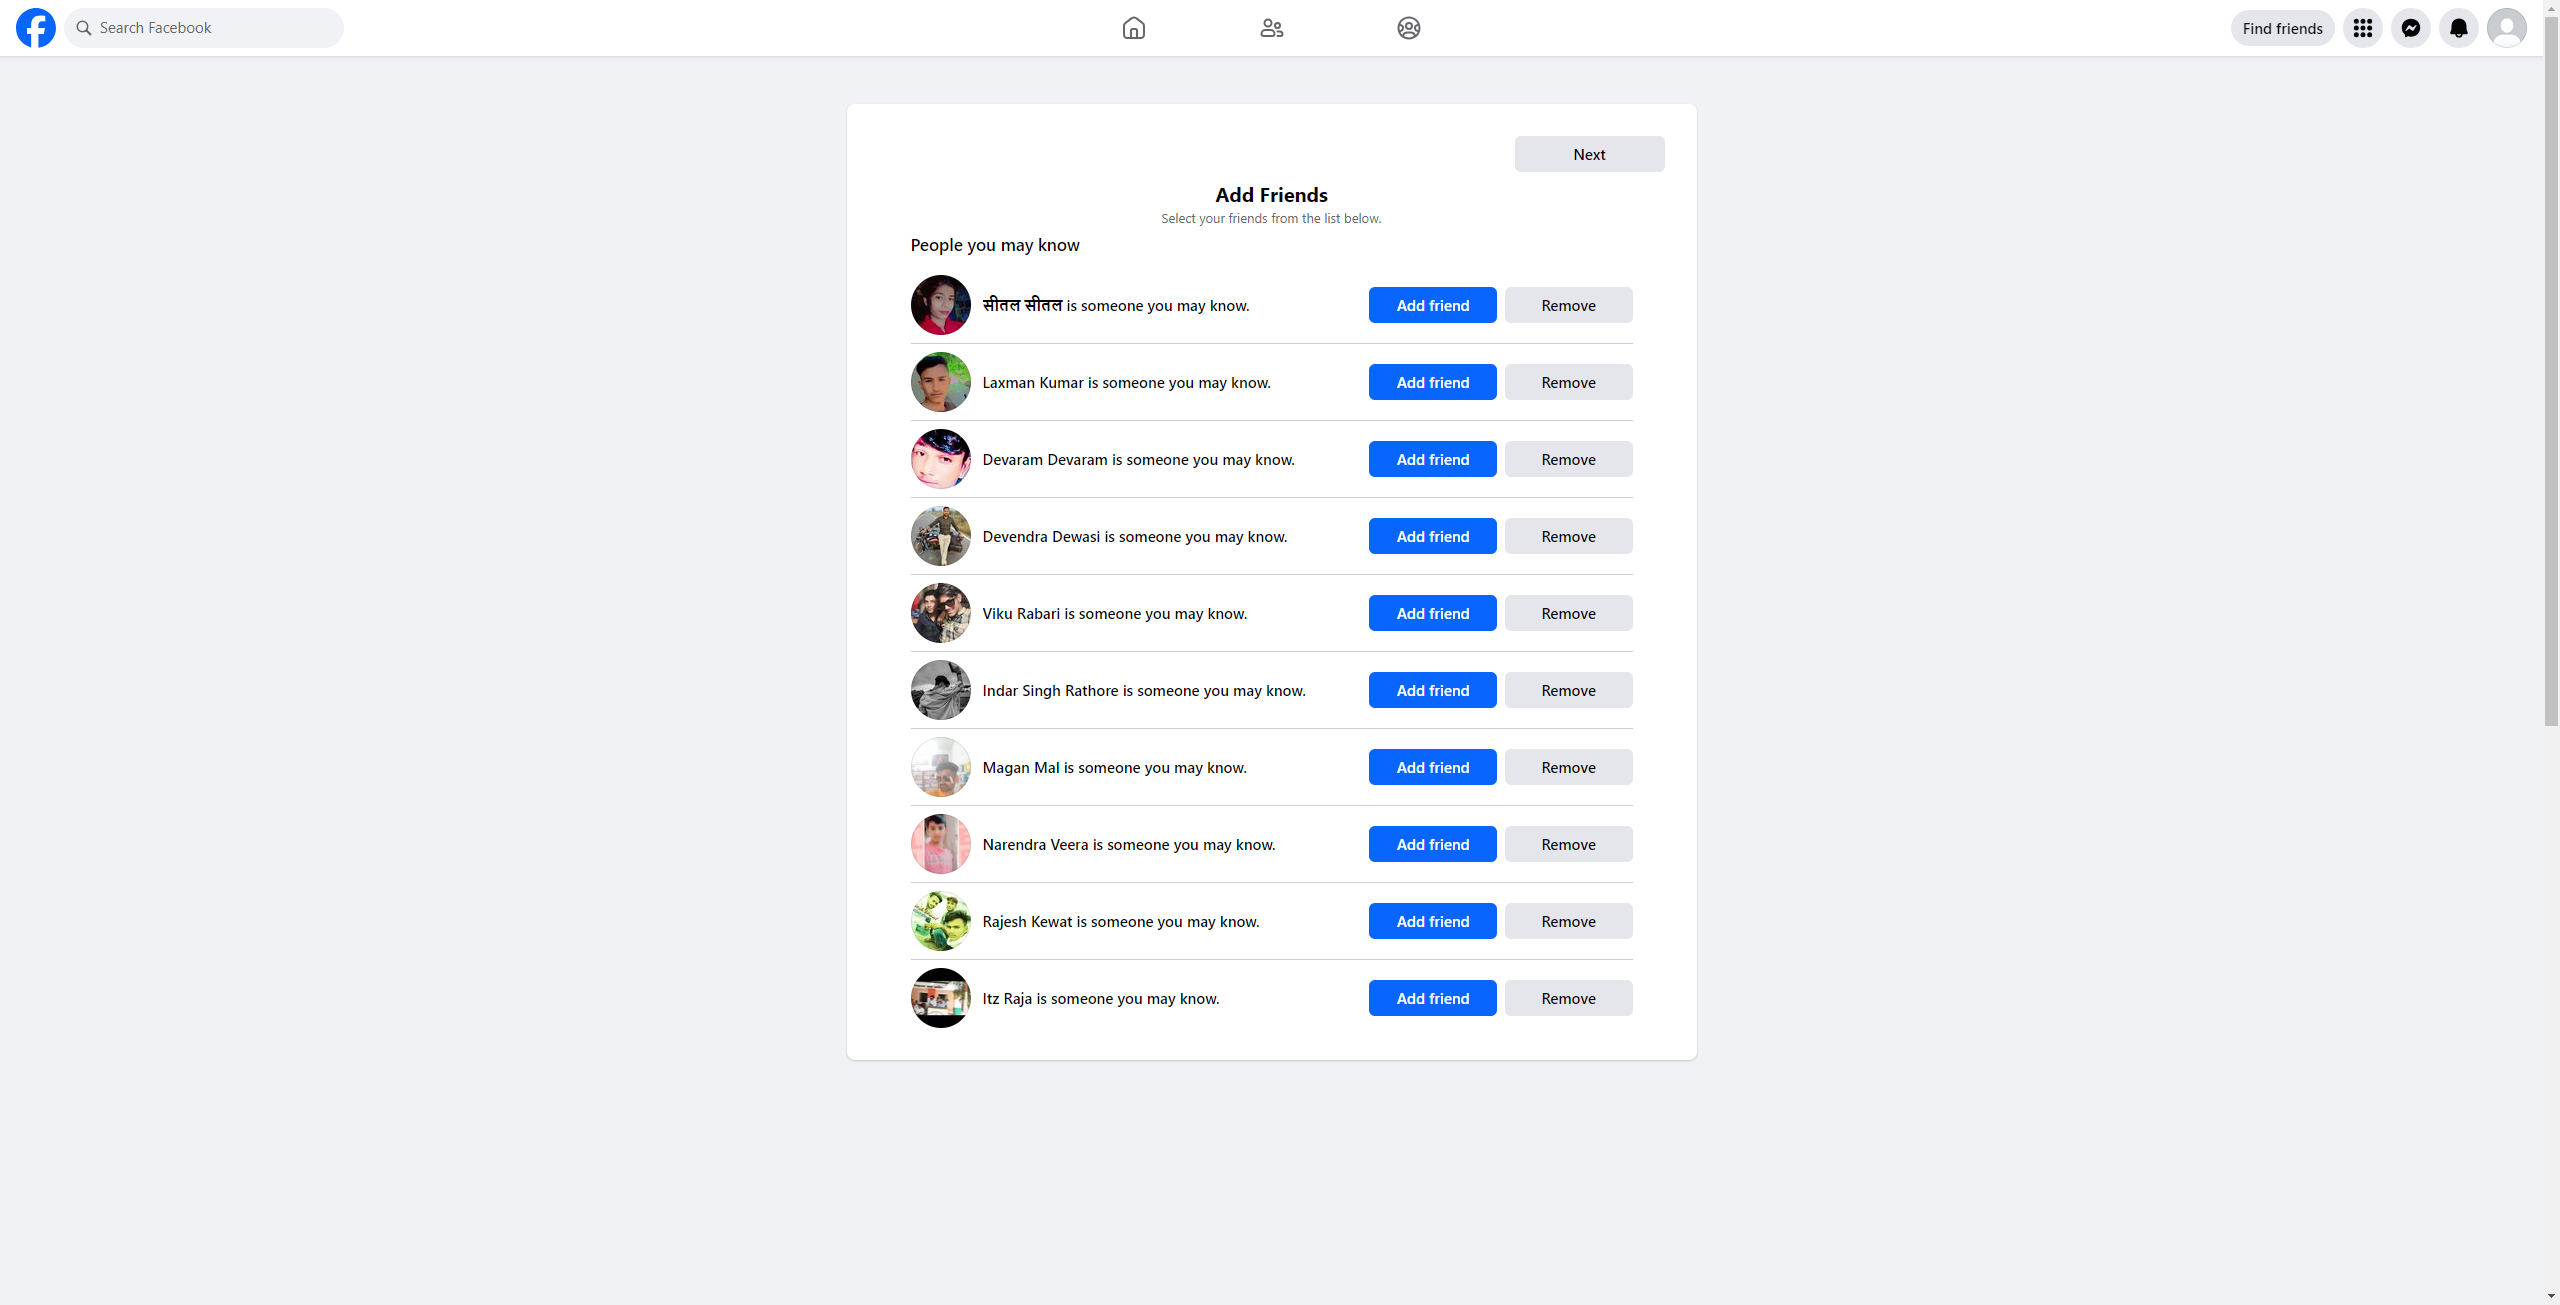 Search Facebook
Find friends
Next
Add Friends
Select your friends from the list below.
People you may know
सीतल सीतल is someone you may know.
Add friend
Remove
Laxman Kumar is someone you may know.
Add friend
Remove
Devaram Devaram is someone you may know.
Add friend
Remove
Devendra Dewasi is someone you may know.
Add friend
Remove
Viku Rabari is someone you may know.
Add friend
Remove
Indar Singh Rathore is someone you may know.
Add friend
Remove
Magan Mal is someone you may know.
Add friend
Remove
Narendra Veera is someone you may know.
Add friend
Remove
Rajesh Kewat is someone you may know.
Add friend
Remove
Itz Raja is someone you may know.
Add friend
Remove